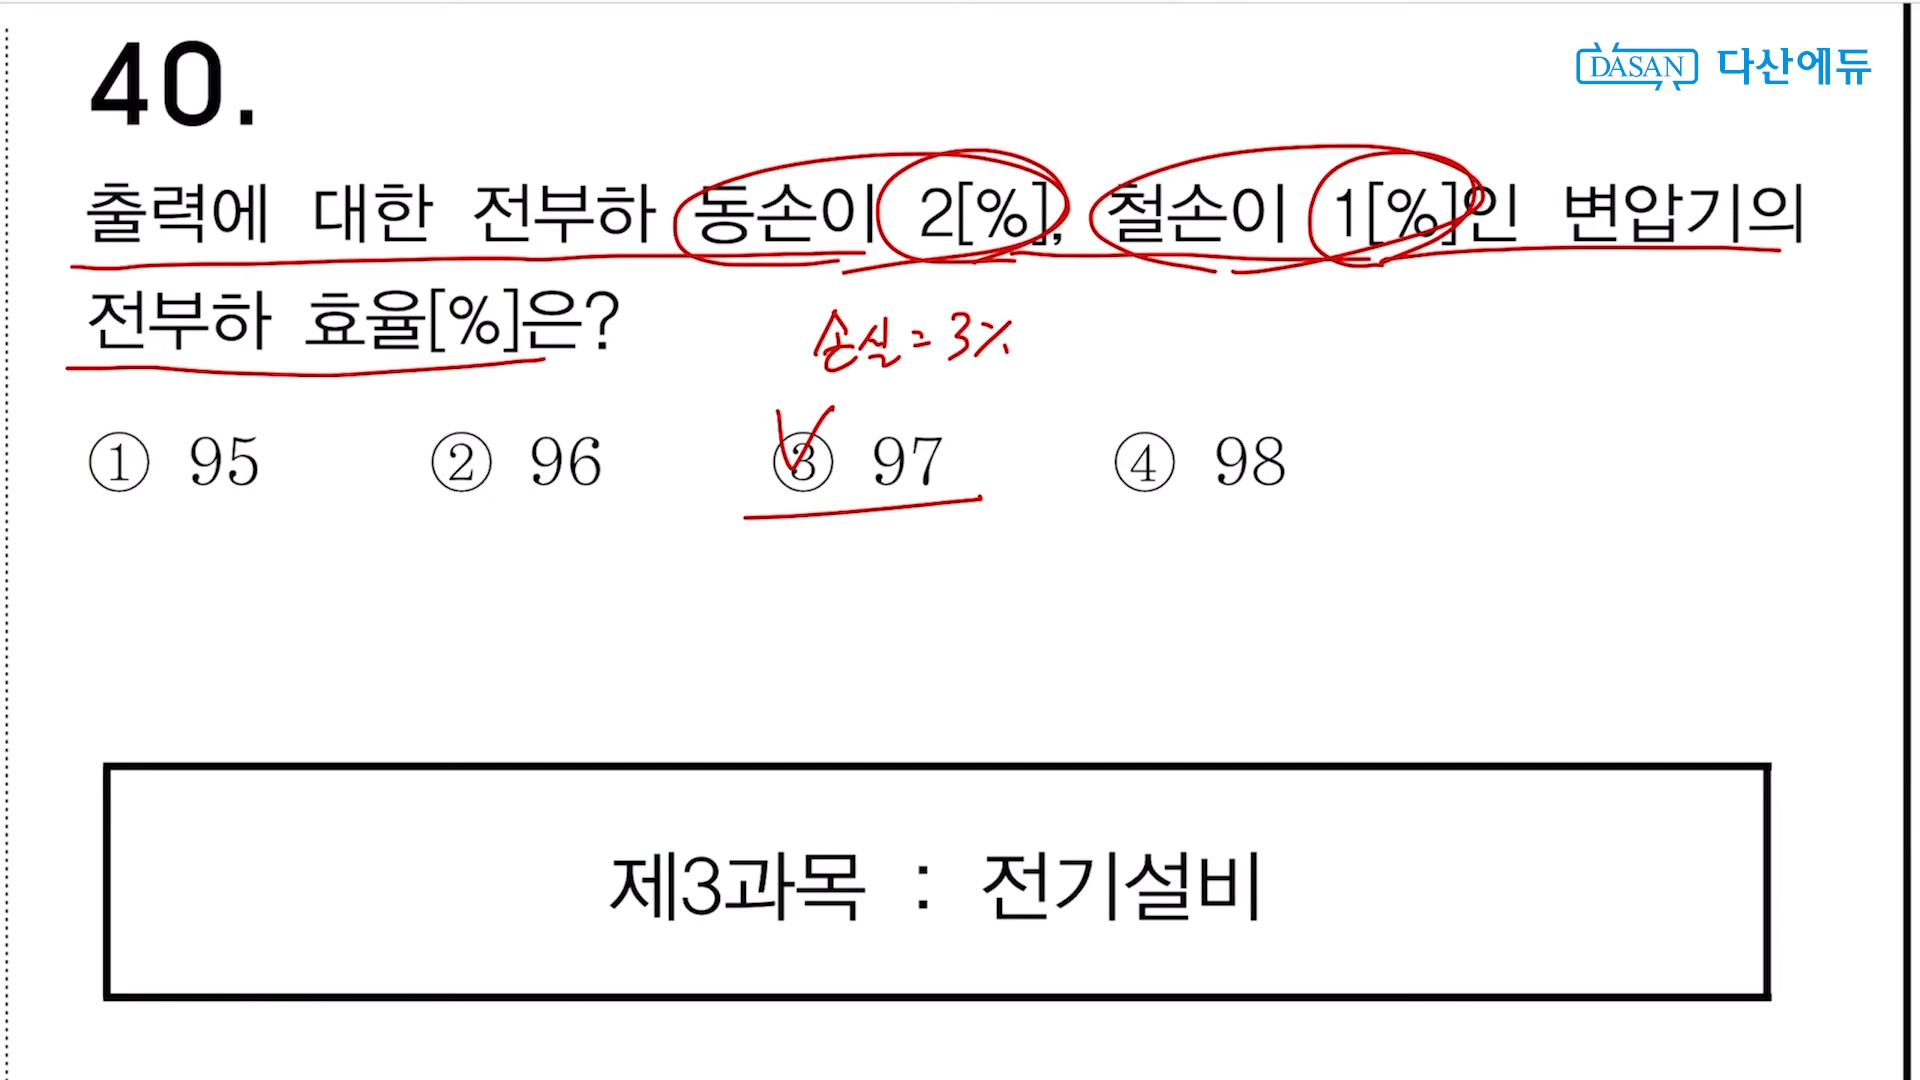 40.
DASAN 다산에듀
출력에 대한 전부하 동손이 2[%], 철손이 1[%]인 변압기의
전부하 효율[%]은?
손실 = 3%
① 95 ② 96 ③ 97 ④ 98
제3과목 : 전기설비